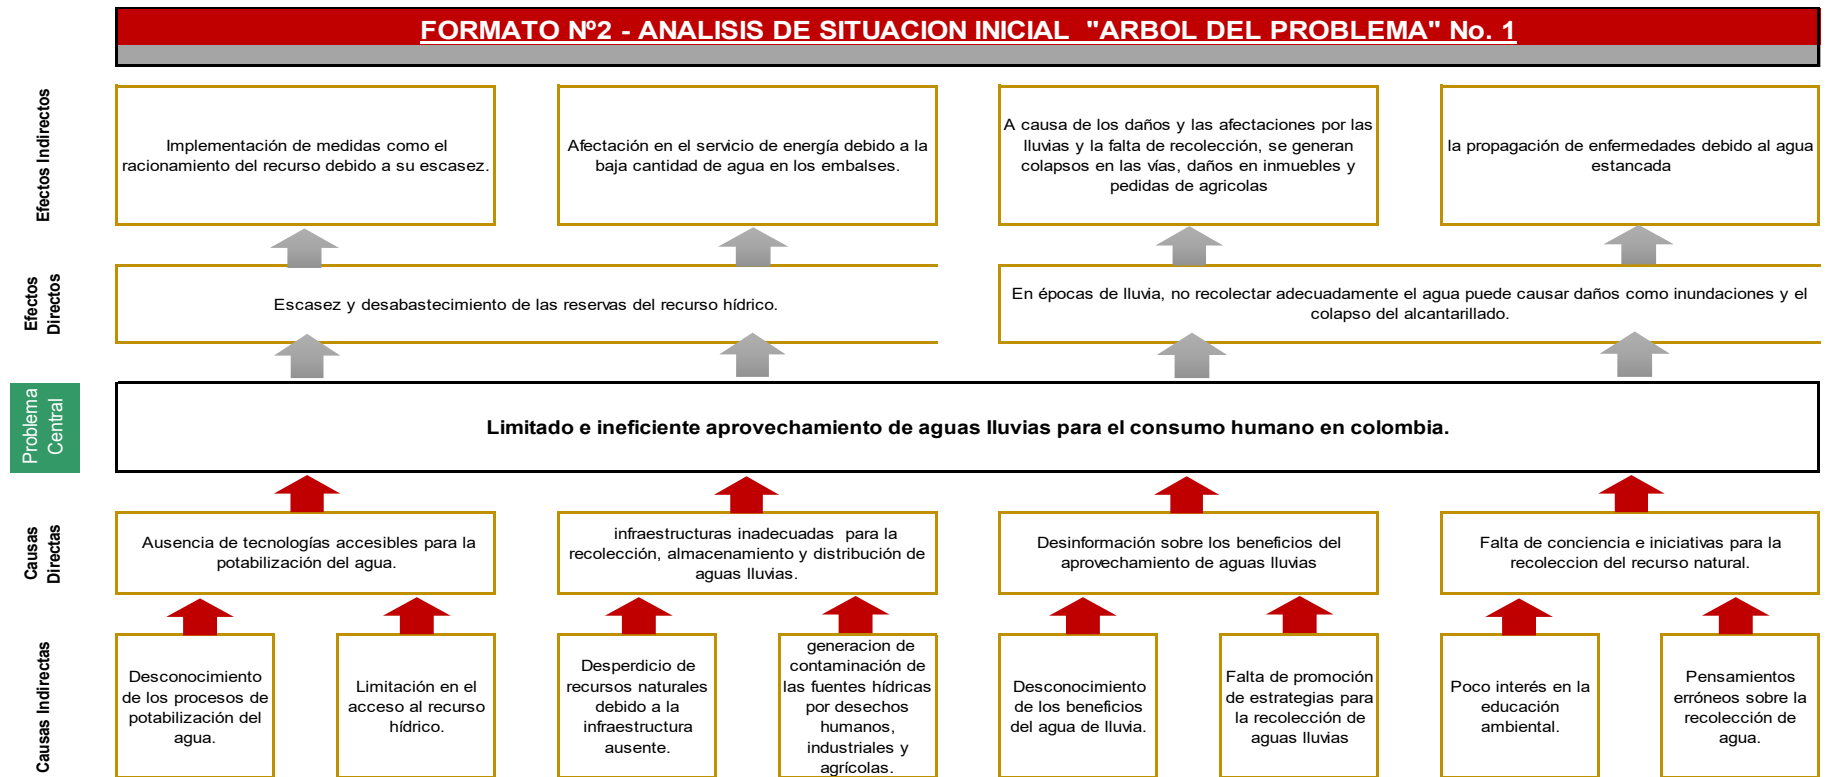 FORMATO Nº2 - ANALISIS DE SITUACION INICIAL "ARBOL DEL PROBLEMA" No. 1
Efectos Indirectos
Implementación de medidas como el
racionamiento del recurso debido a su escasez.
Afectación en el servicio de energía debido a la
baja cantidad de agua en los embalses.
A causa de los daños y las afectaciones por las
lluvias y la falta de recolección, se generan
colapsos en las vías, daños en inmuebles y
pedidas de agricolas
la propagación de enfermedades debido al agua
estancada
Efectos
Directos
Escasez y desabastecimiento de las reservas del recurso hídrico.
En épocas de lluvia, no recolectar adecuadamente el agua puede causar daños como inundaciones y el
colapso del alcantarillado.
Problema
Central
Limitado e ineficiente aprovechamiento de aguas lluvias para el consumo humano en colombia.
Causas
Directas
Ausencia de tecnologías accesibles para la
potabilización del agua.
infraestructuras inadecuadas para la
recolección, almacenamiento y distribución de
aguas lluvias.
Desinformación sobre los beneficios del
aprovechamiento de aguas lluvias
Falta de conciencia e iniciativas para la
recoleccion del recurso natural.
Causas Indirectas
Desconocimiento
de los procesos de
potabilización del
agua.
Limitación en el
acceso al recurso
hídrico.
Desperdicio de
recursos naturales
debido a la
infraestructura
ausente.
generacion de
contaminación de
las fuentes hídricas
por desechos
humanos,
industriales y
agrícolas.
Desconocimiento
de los beneficios
del agua de lluvia.
Falta de promoción
de estrategias para
la recolección de
aguas lluvias
Poco interés en la
educación
ambiental.
Pensamientos
erróneos sobre la
recolección de
agua.